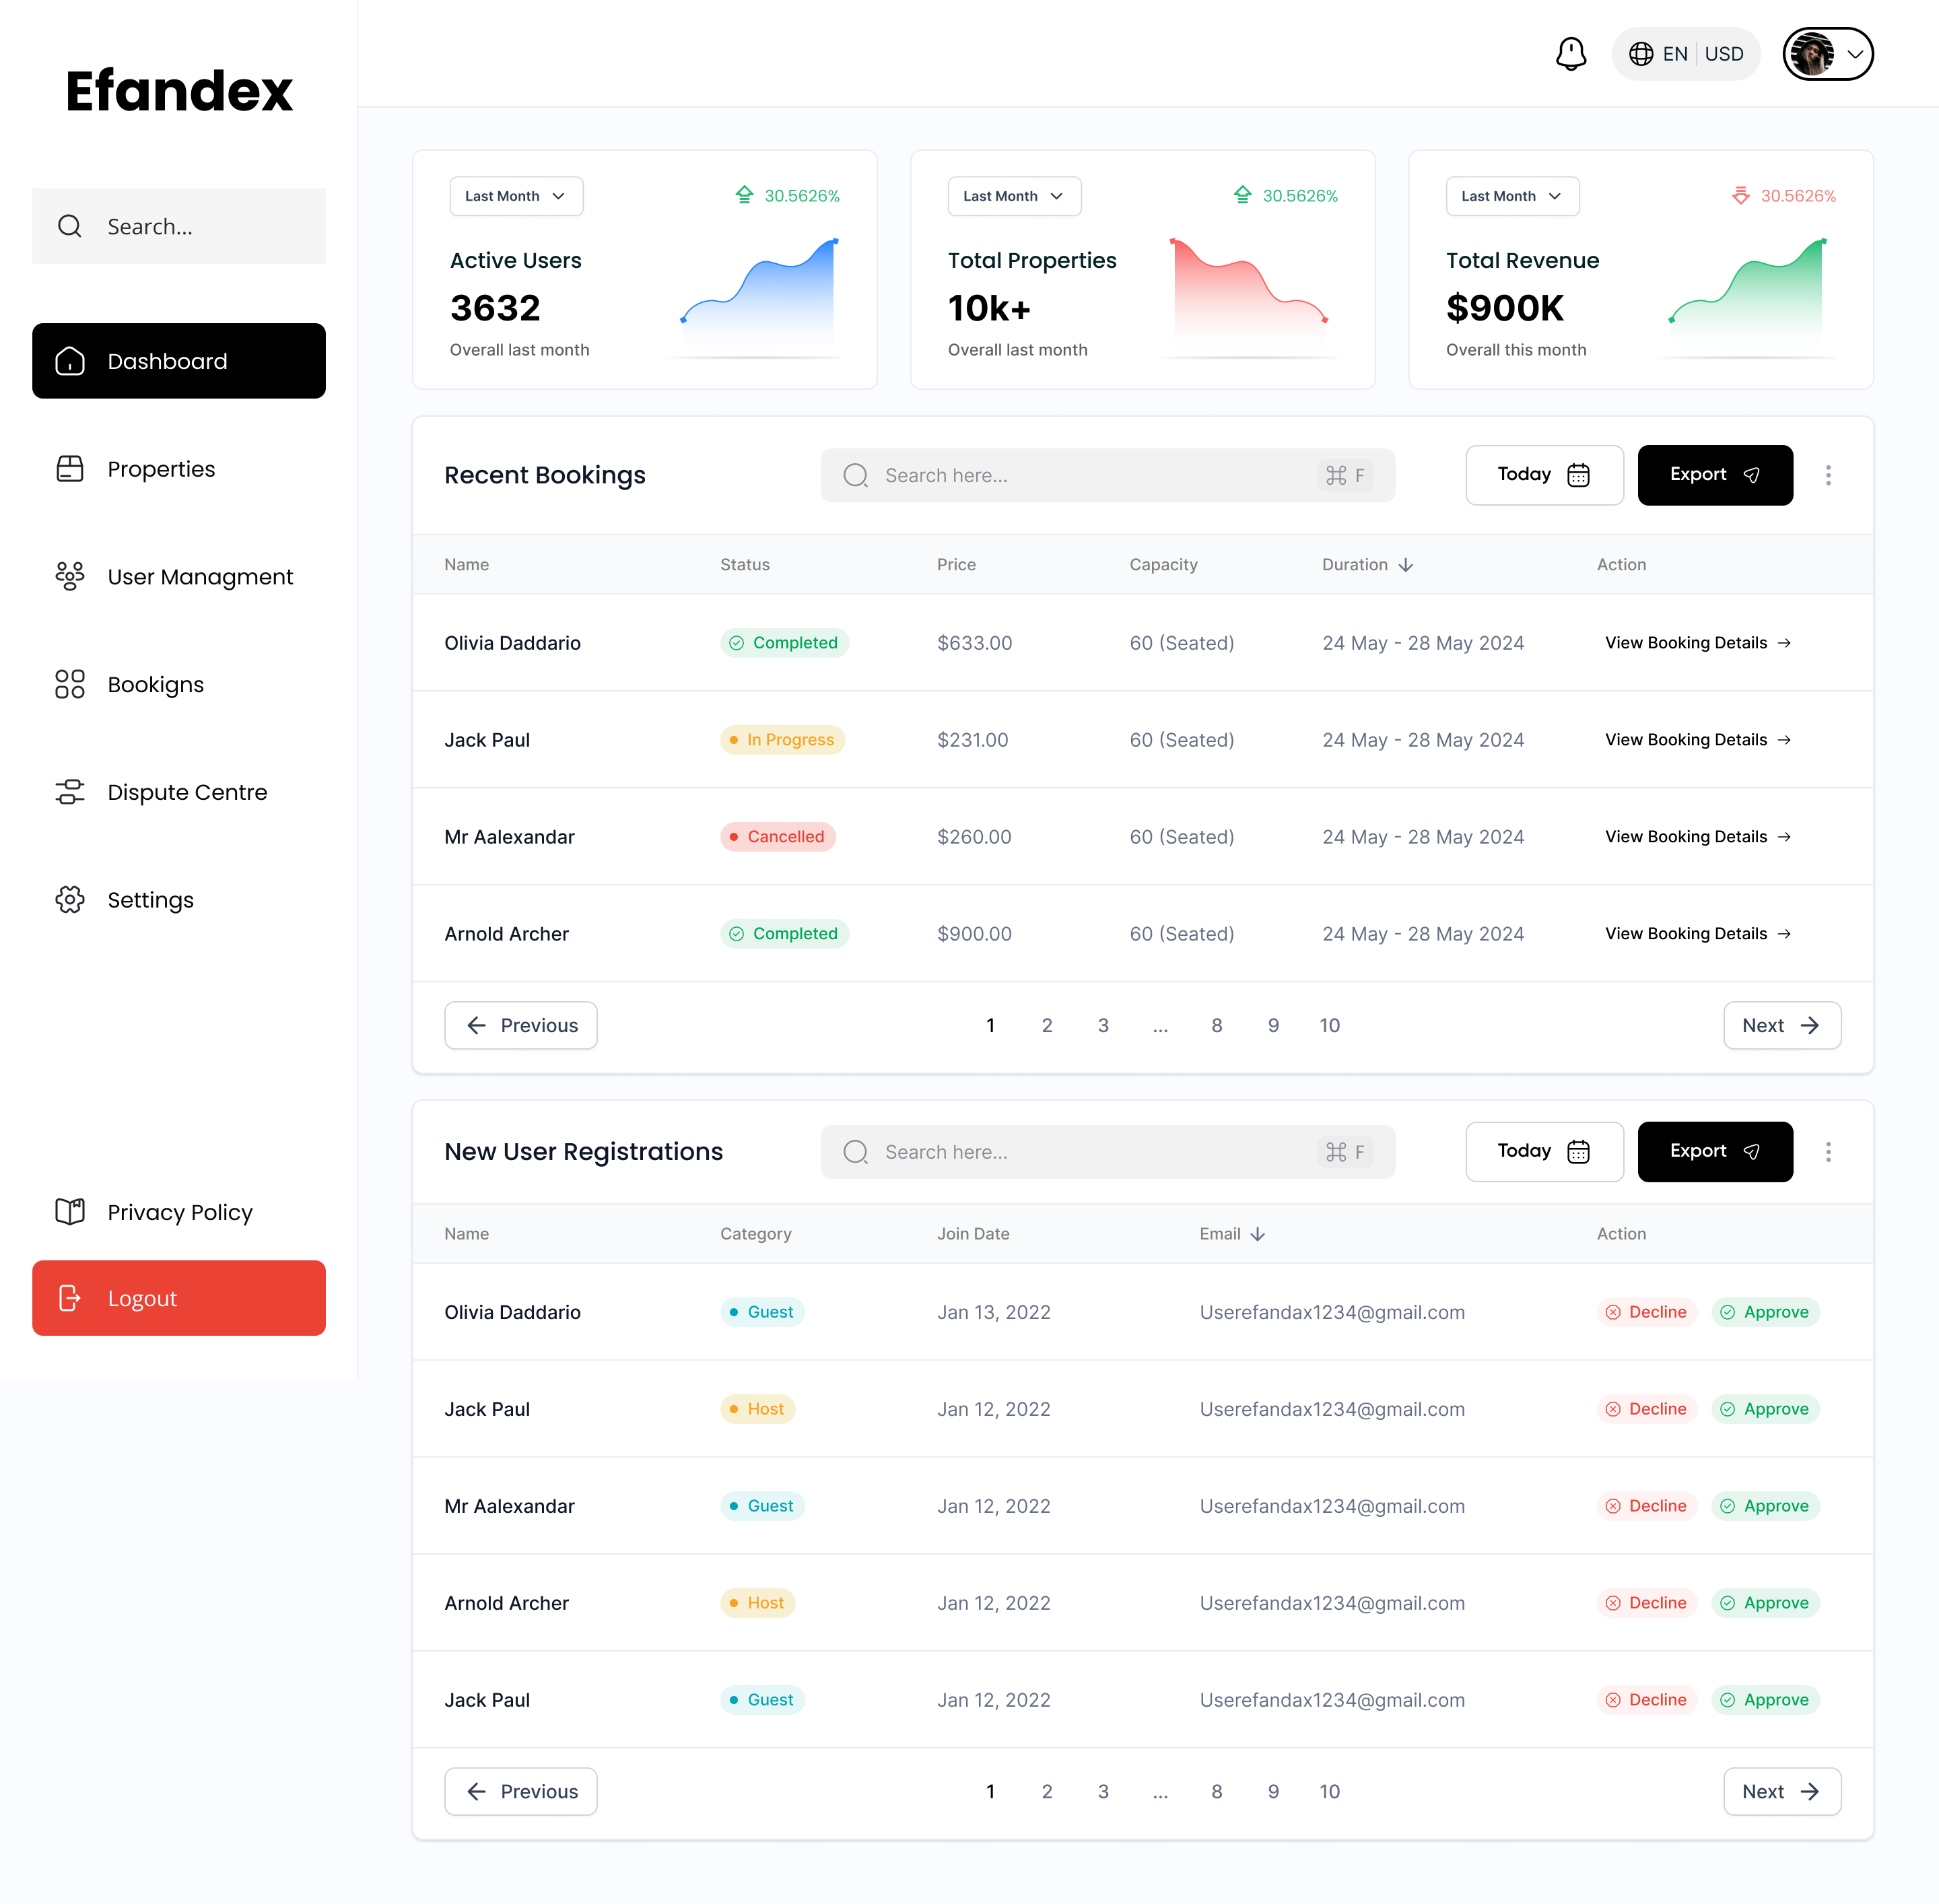 Efandex
Search...
Dashboard
Properties
User Managment
Bookigns
Dispute Centre
Settings
Privacy Policy
Logout
EN USD
Last Month 30.5626%
Active Users
3632
Overall last month
Last Month 30.5626%
Total Properties
10k+
Overall last month
Last Month 30.5626%
Total Revenue
$900K
Overall this month
Recent Bookings Search here... ⌘ F Today Export
Name Status Price Capacity Duration Action
Olivia Daddario Completed $633.00 60 (Seated) 24 May - 28 May 2024 View Booking Details
Jack Paul In Progress $231.00 60 (Seated) 24 May - 28 May 2024 View Booking Details
Mr Aalexandar Cancelled $260.00 60 (Seated) 24 May - 28 May 2024 View Booking Details
Arnold Archer Completed $900.00 60 (Seated) 24 May - 28 May 2024 View Booking Details
Previous 1 2 3 ... 8 9 10 Next
New User Registrations Search here... ⌘ F Today Export
Name Category Join Date Email Action
Olivia Daddario Guest Jan 13, 2022 Userefandax1234@gmail.com Decline Approve
Jack Paul Host Jan 12, 2022 Userefandax1234@gmail.com Decline Approve
Mr Aalexandar Guest Jan 12, 2022 Userefandax1234@gmail.com Decline Approve
Arnold Archer Host Jan 12, 2022 Userefandax1234@gmail.com Decline Approve
Jack Paul Guest Jan 12, 2022 Userefandax1234@gmail.com Decline Approve
Previous 1 2 3 ... 8 9 10 Next